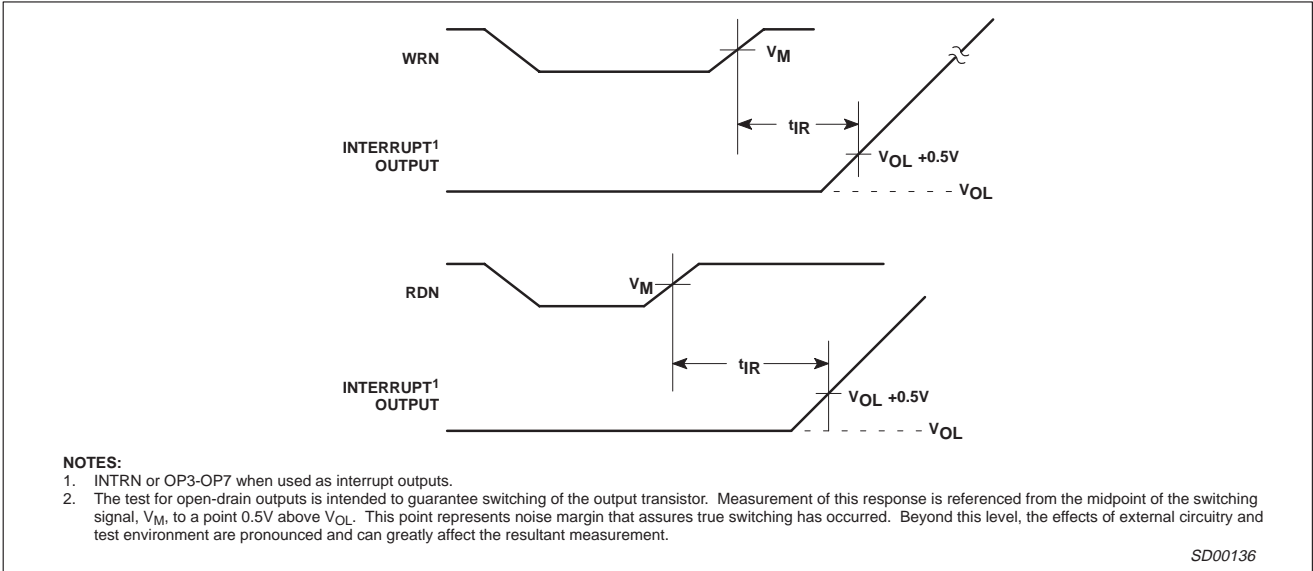 WRN
VM
tIR
INTERRUPT1
OUTPUT
VOL +0.5V
VOL
RDN
VM
tIR
INTERRUPT1
OUTPUT
VOL +0.5V
VOL
NOTES:
1. INTRN or OP3-OP7 when used as interrupt outputs.
2. The test for open-drain outputs is intended to guarantee switching of the output transistor. Measurement of this response is referenced from the midpoint of the switching
signal, VM, to a point 0.5V above VOL. This point represents noise margin that assures true switching has occurred. Beyond this level, the effects of external circuitry and
test environment are pronounced and can greatly affect the resultant measurement.
SD00136